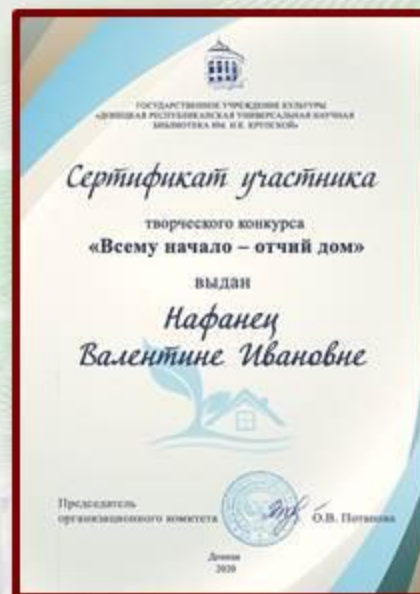 ГОСУДАРСТВЕННОЕ УЧРЕЖДЕНИЕ КУЛЬТУРЫ
«ДОНЕЦКАЯ РЕСПУБЛИКАНСКАЯ УНИВЕРСАЛЬНАЯ НАУЧНАЯ
БИБЛИОТЕКА ИМ. Н.К. КРУПСКОЙ»
Сертификат участника
творческого конкурса
«Всему начало – отчий дом»
выдан
Нафанец
Валентине Ивановне
Председатель
организационного комитета
О.В.
Донецк
2020